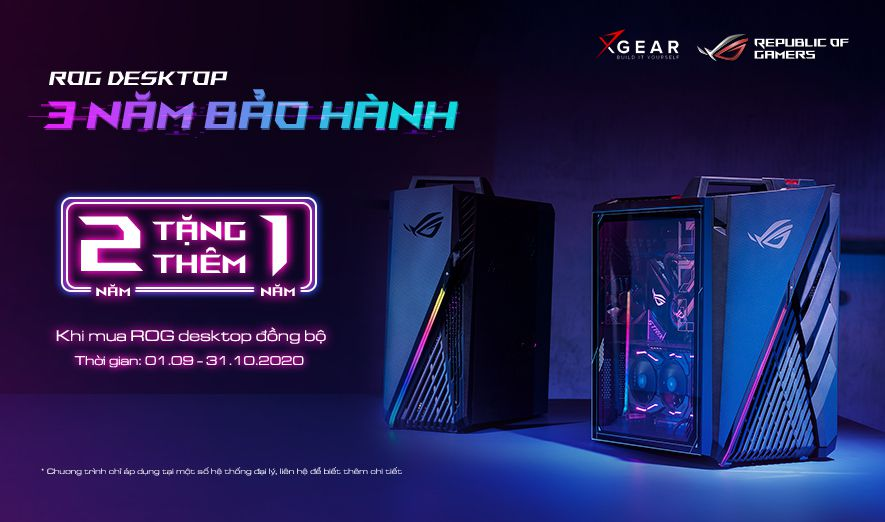 XGEAR
BUILD IT YOURSELF
REPUBLIC OF
GAMERS
ROG DESKTOP
3 NĂM BẢO HÀNH
2 NĂM TẶNG THÊM 1 NĂM
Khi mua ROG desktop đồng bộ
Thời gian: 01.09 - 31.10.2020
* Chương trình chỉ áp dụng tại một số hệ thống đại lý, liên hệ để biết thêm chi tiết